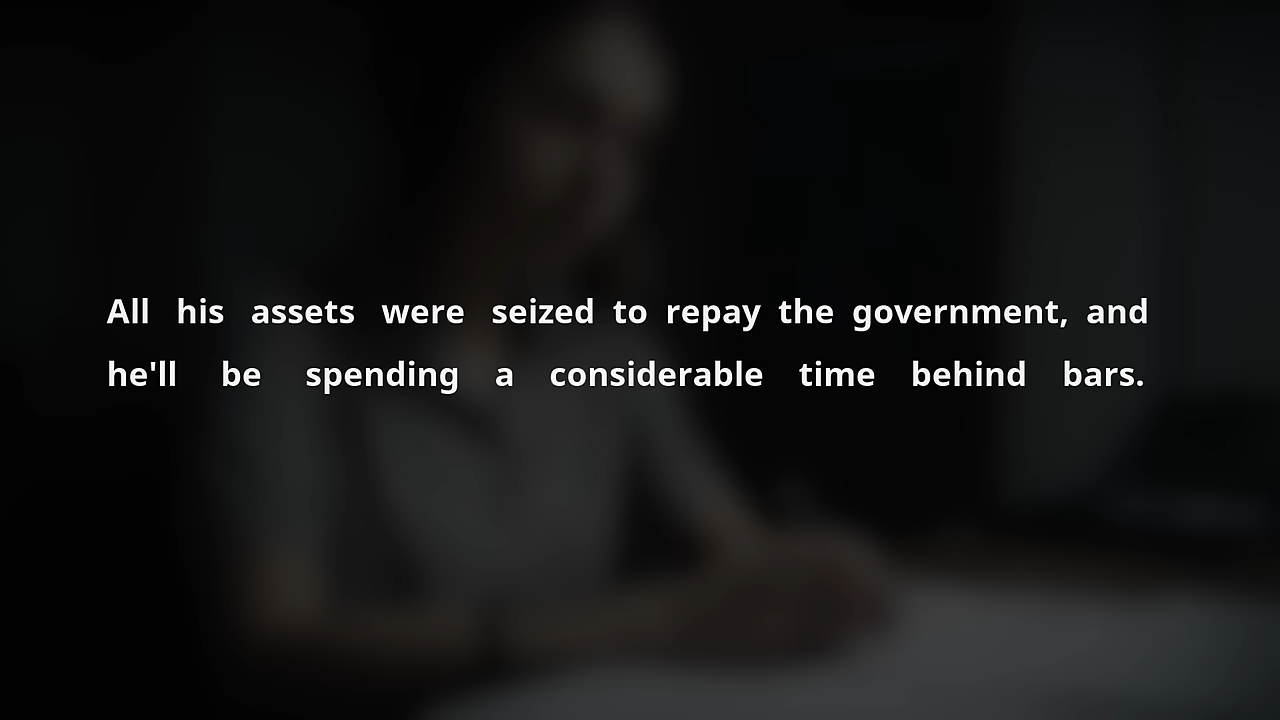 All his assets were seized to repay the government, and
he'll be spending a considerable time behind bars.